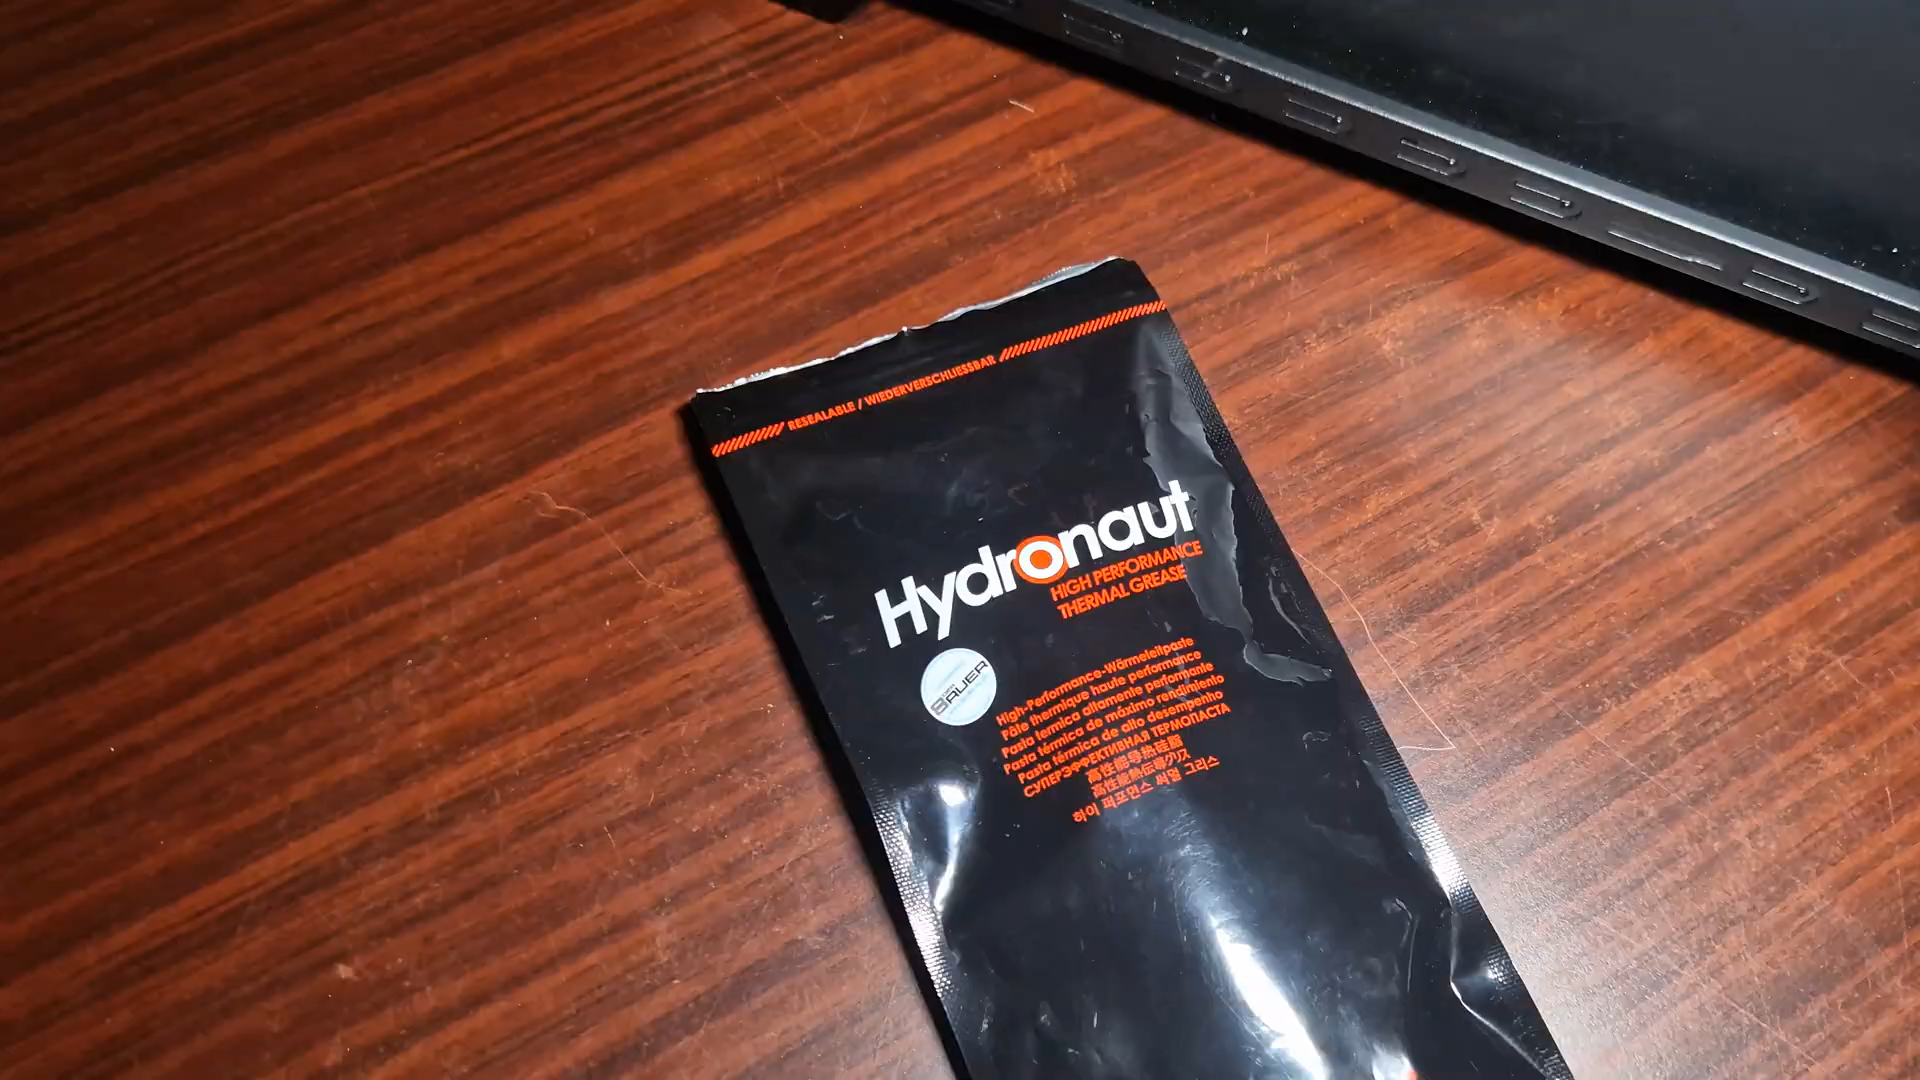 RESEALABLE / WIEDERVERSCHLIESSBAR
Hydronaut
HIGH PERFORMANCE
THERMAL GREASE
BAUER
High-Performance-Wärmeleitpaste
Pâte thermique haute performance
Pasta termica altamente performante
Pasta térmica de máximo rendimiento
Pasta térmica de alto desempenho
СУПЕРЭФФЕКТИВНАЯ ТЕРМОПАСТА
高性能导热硅脂
高性能熱伝導グリス
하이 퍼포먼스 써멀 그리스